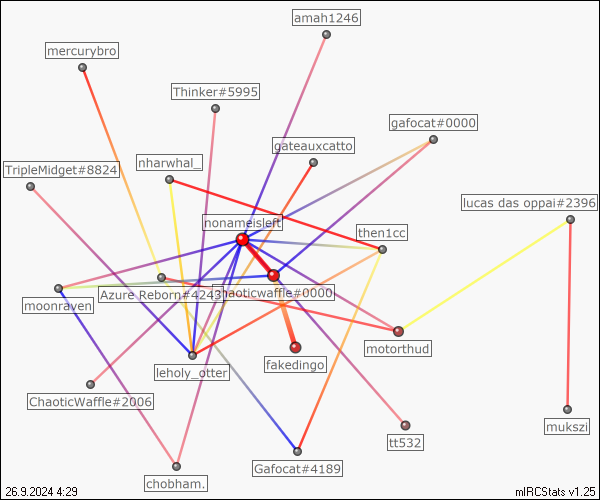 amah1246
mercurybro
Thinker#5995
gafocat#0000
gateauxcatto
nharwhal_
TripleMidget#8824
lucas das oppai#2396
nonameisleft
then1cc
Azure Reborn#4243
haoticwaffle#0000
moonraven
motorthud
fakedingo
leholy_otter
ChaoticWaffle#2006
mukszi
tt532
Gafocat#4189
chobham.
26.9.2024 4:29
mIRCStats v1.25